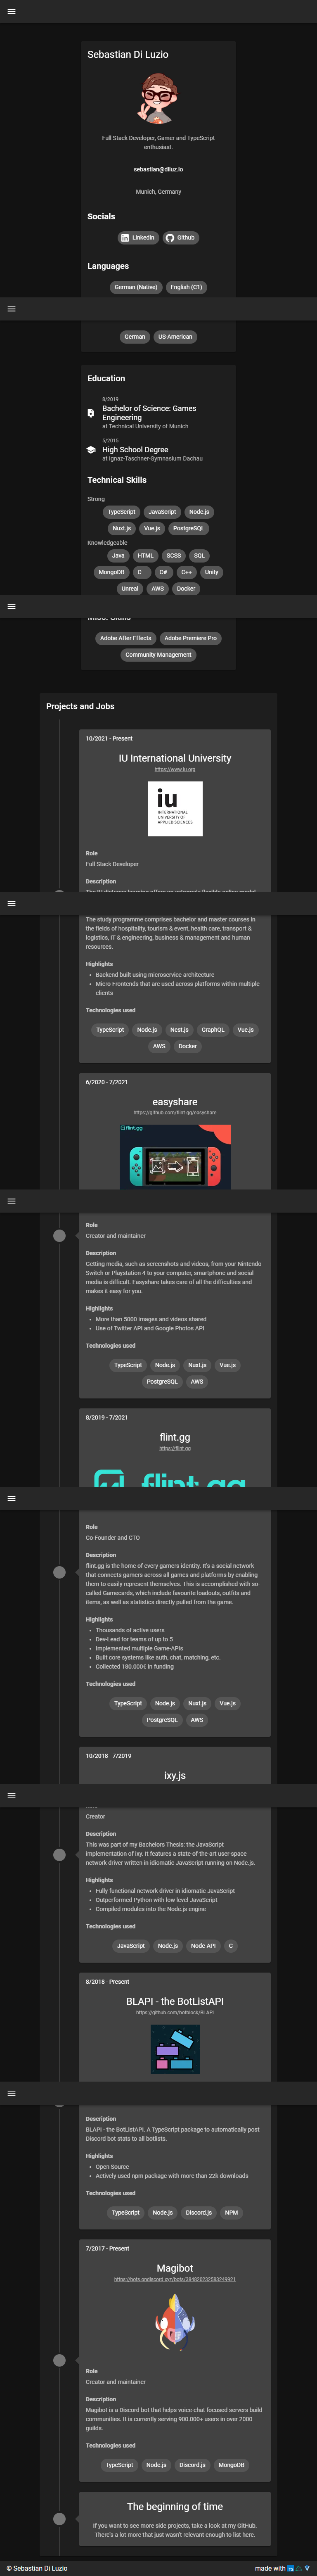 Sebastian Di Luzio
Full Stack Developer, Gamer and TypeScript
enthusiast.
sebastian@diluz.io
Munich, Germany
Socials
Linkedin
Github
Languages
German (Native)
English (C1)
German
US-American
Education
8/2019
Bachelor of Science: Games
Engineering
at Technical University of Munich
5/2015
High School Degree
at Ignaz-Taschner-Gymnasium Dachau
Technical Skills
Strong
TypeScript JavaScript Node.js
Nuxt.js Vue.js PostgreSQL
Knowledgeable
Java HTML SCSS SQL
MongoDB C C# C++ Unity
Unreal AWS Docker
Misc. Skills
Adobe After Effects Adobe Premiere Pro
Community Management
Projects and Jobs
10/2021 - Present
IU International University
https://www.iu.org
iu
INTERNATIONAL
UNIVERSITY OF
APPLIED SCIENCES
Role
Full Stack Developer
Description
The IU distance learning offers an extremely flexible online model.
The study programme comprises bachelor and master courses in
the fields of hospitality, tourism & event, health care, transport &
logistics, IT & engineering, business & management and human
resources.
Highlights
• Backend built using microservice architecture
• Micro-Frontends that are used across platforms within multiple
clients
Technologies used
TypeScript Node.js Nest.js GraphQL Vue.js
AWS Docker
6/2020 - 7/2021
easyshare
https://github.com/flint-gg/easyshare
flint.gg
Role
Creator and maintainer
Description
Getting media, such as screenshots and videos, from your Nintendo
Switch or Playstation 4 to your computer, smartphone and social
media is difficult. Easyshare takes care of all the difficulties and
makes it easy for you.
Highlights
• More than 5000 images and videos shared
• Use of Twitter API and Google Photos API
Technologies used
TypeScript Node.js Nuxt.js Vue.js
PostgreSQL AWS
8/2019 - 7/2021
flint.gg
https://flint.gg
flint.gg
Role
Co-Founder and CTO
Description
flint.gg is the home of every gamers identity. It's a social network
that connects gamers across all games and platforms by enabling
them to easily represent themselves. This is accomplished with so-
called Gamecards, which include favourite loadouts, outfits and
items, as well as statistics directly pulled from the game.
Highlights
• Thousands of active users
• Dev-Lead for teams of up to 5
• Implemented multiple Game-APIs
• Built core systems like auth, chat, matching, etc.
• Collected 180.000€ in funding
Technologies used
TypeScript Node.js Nuxt.js Vue.js
PostgreSQL AWS
10/2018 - 7/2019
ixy.js
Creator
Description
This was part of my Bachelors Thesis: the JavaScript
implementation of ixy. It features a state-of-the-art user-space
network driver written in idiomatic JavaScript running on Node.js.
Highlights
• Fully functional network driver in idiomatic JavaScript
• Outperformed Python with low level JavaScript
• Compiled modules into the Node.js engine
Technologies used
JavaScript Node.js Node-API C
8/2018 - Present
BLAPI - the BotListAPI
https://github.com/botblock/BLAPI
Description
BLAPI - the BotListAPI. A TypeScript package to automatically post
Discord bot stats to all botlists.
Highlights
• Open Source
• Actively used npm package with more than 22k downloads
Technologies used
TypeScript Node.js Discord.js NPM
7/2017 - Present
Magibot
https://bots.ondiscord.xyz/bots/384820232583249921
Role
Creator and maintainer
Description
Magibot is a Discord bot that helps voice-chat focused servers build
communities. It is currently serving 900.000+ users in over 2000
guilds.
Technologies used
TypeScript Node.js Discord.js MongoDB
The beginning of time
If you want to see more side projects, take a look at my GitHub.
There's a lot more that just wasn't relevant enough to list here.
© Sebastian Di Luzio
made with TS